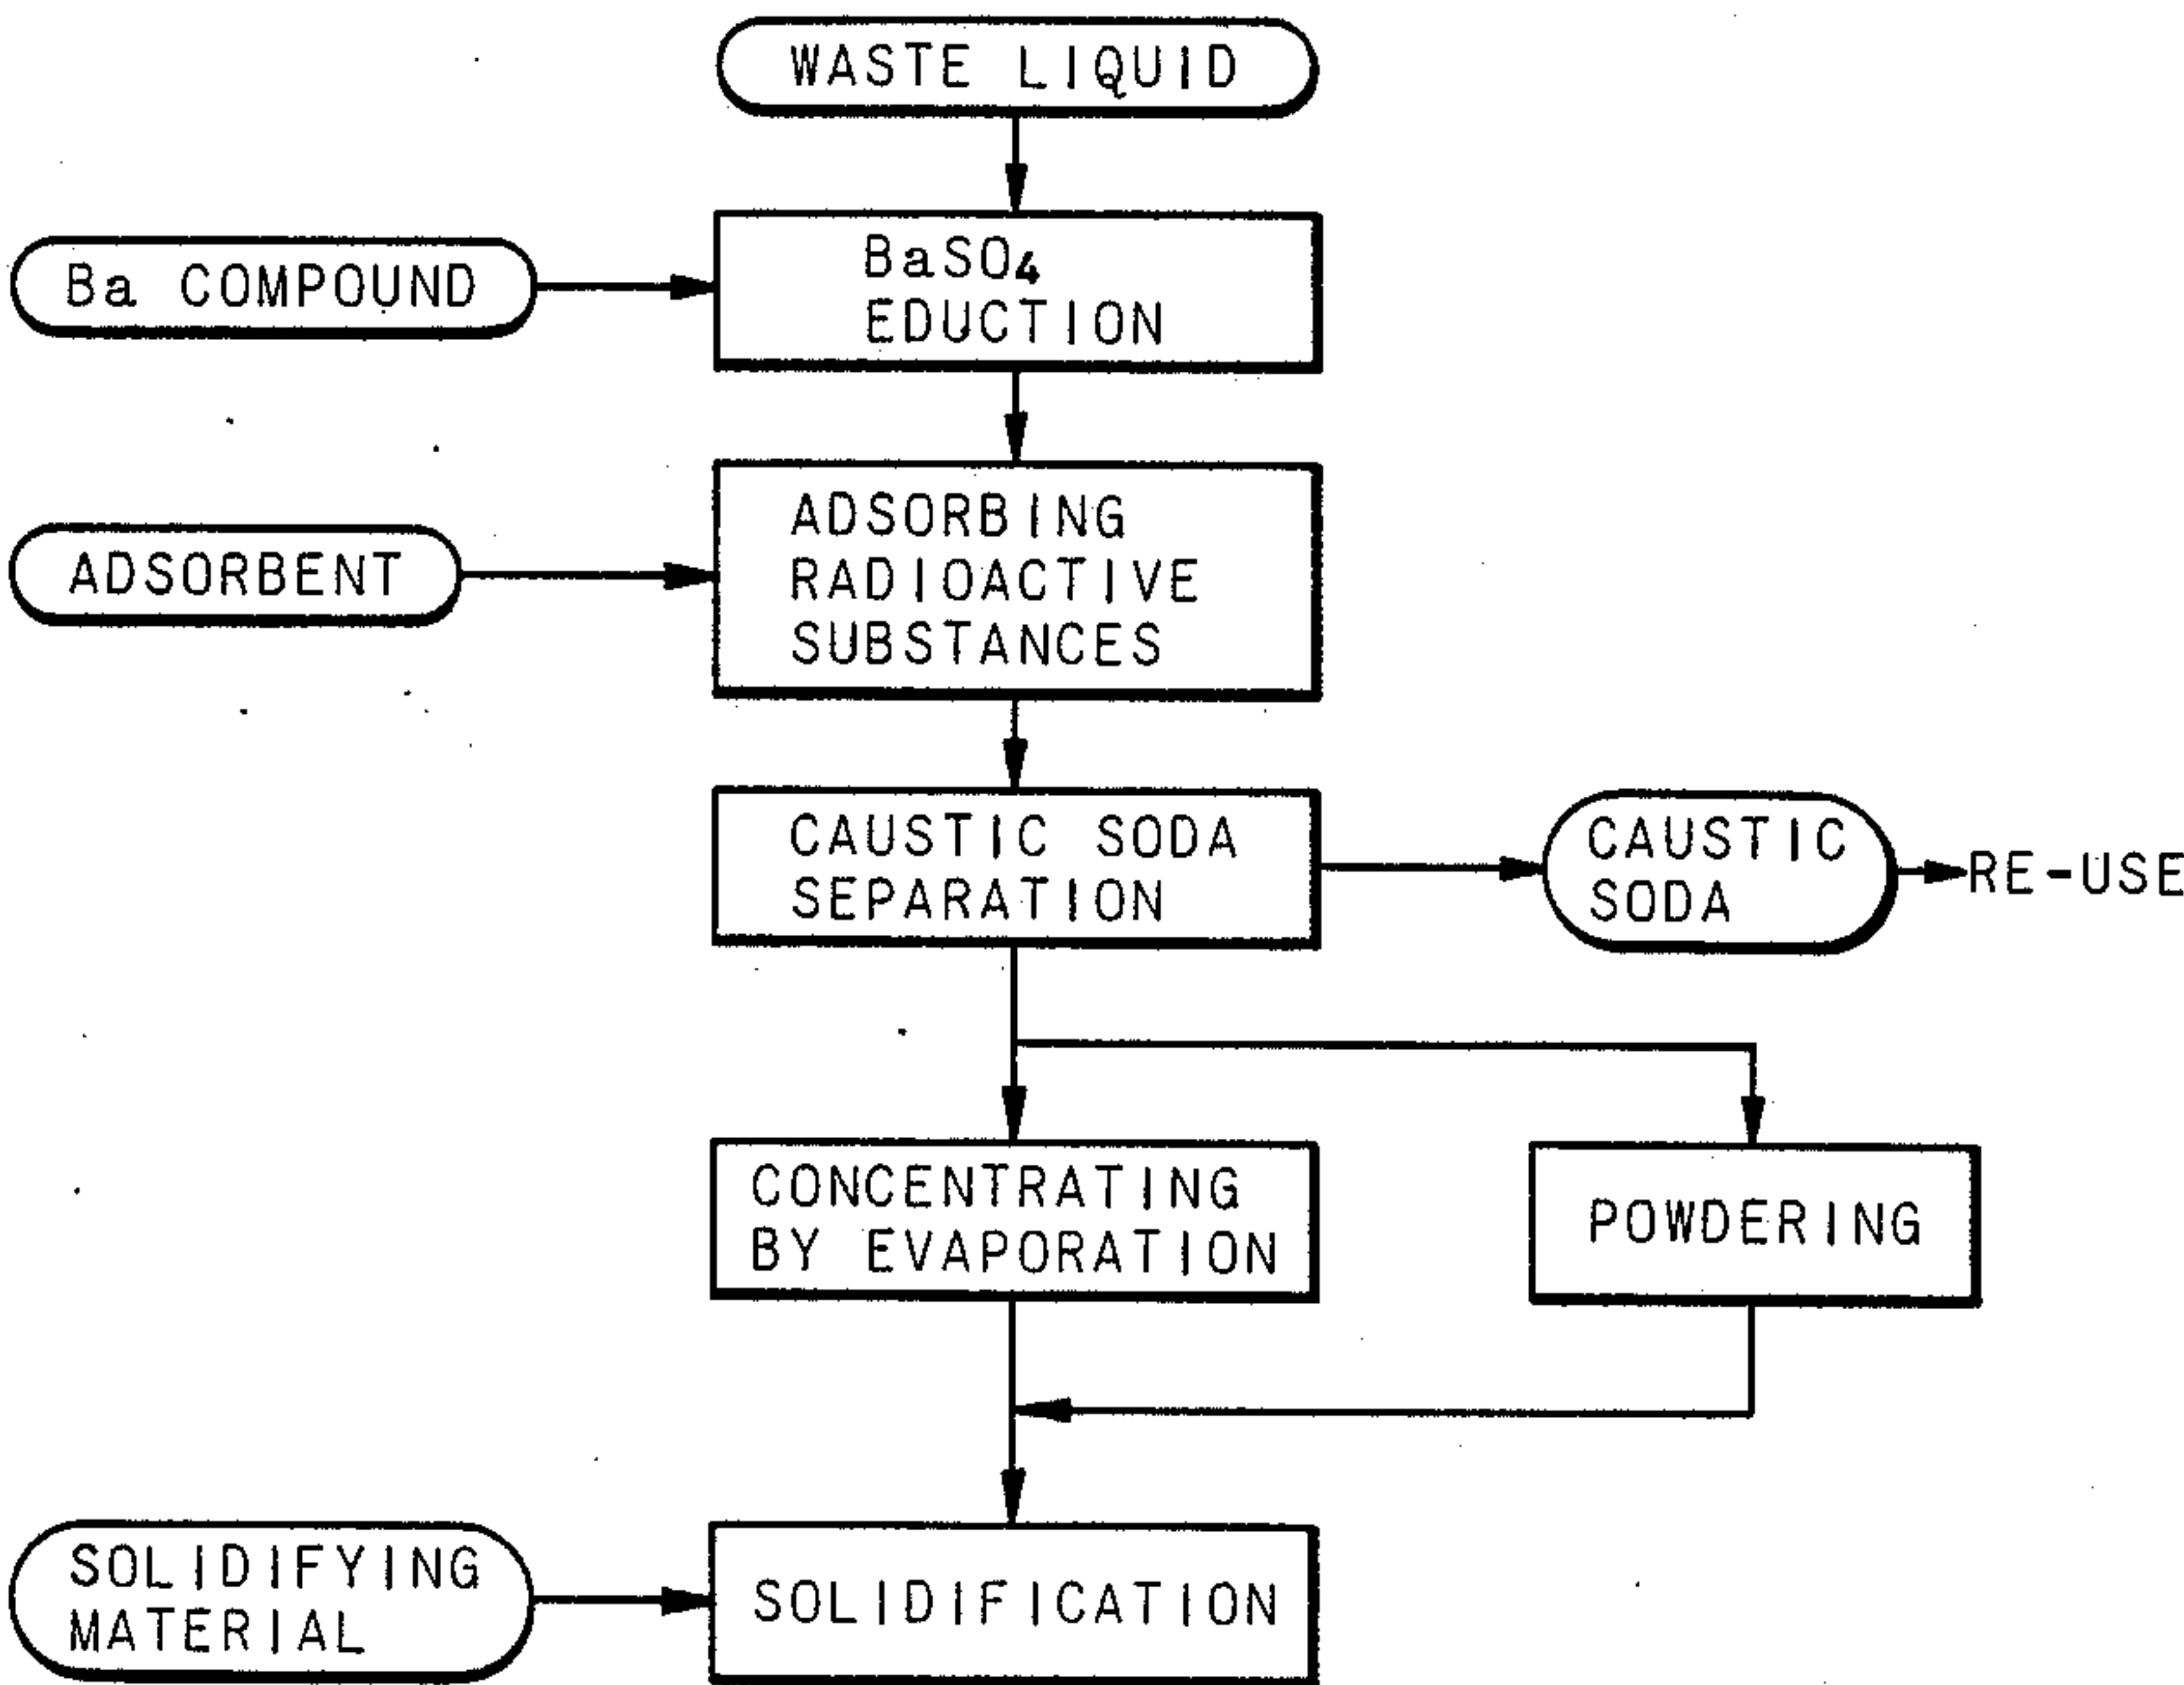 WASTE LIQUID
Ba COMPOUND
BaSO₄
EDUCTION
ADSORBENT
ADSORBING
RADIOACTIVE
SUBSTANCES
CAUSTIC SODA
SEPARATION
CAUSTIC
SODA
RE-USE
CONCENTRATING
BY EVAPORATION
POWDERING
SOLIDIFYING
MATERIAL
SOLIDIFICATION